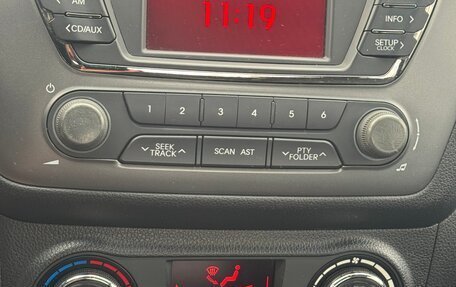 AM
11:19
INFO >
< CD/AUX
SETUP >
CLOCK
1 2 3 4 5 6
SEEK
TRACK
SCAN AST
PTY
FOLDER